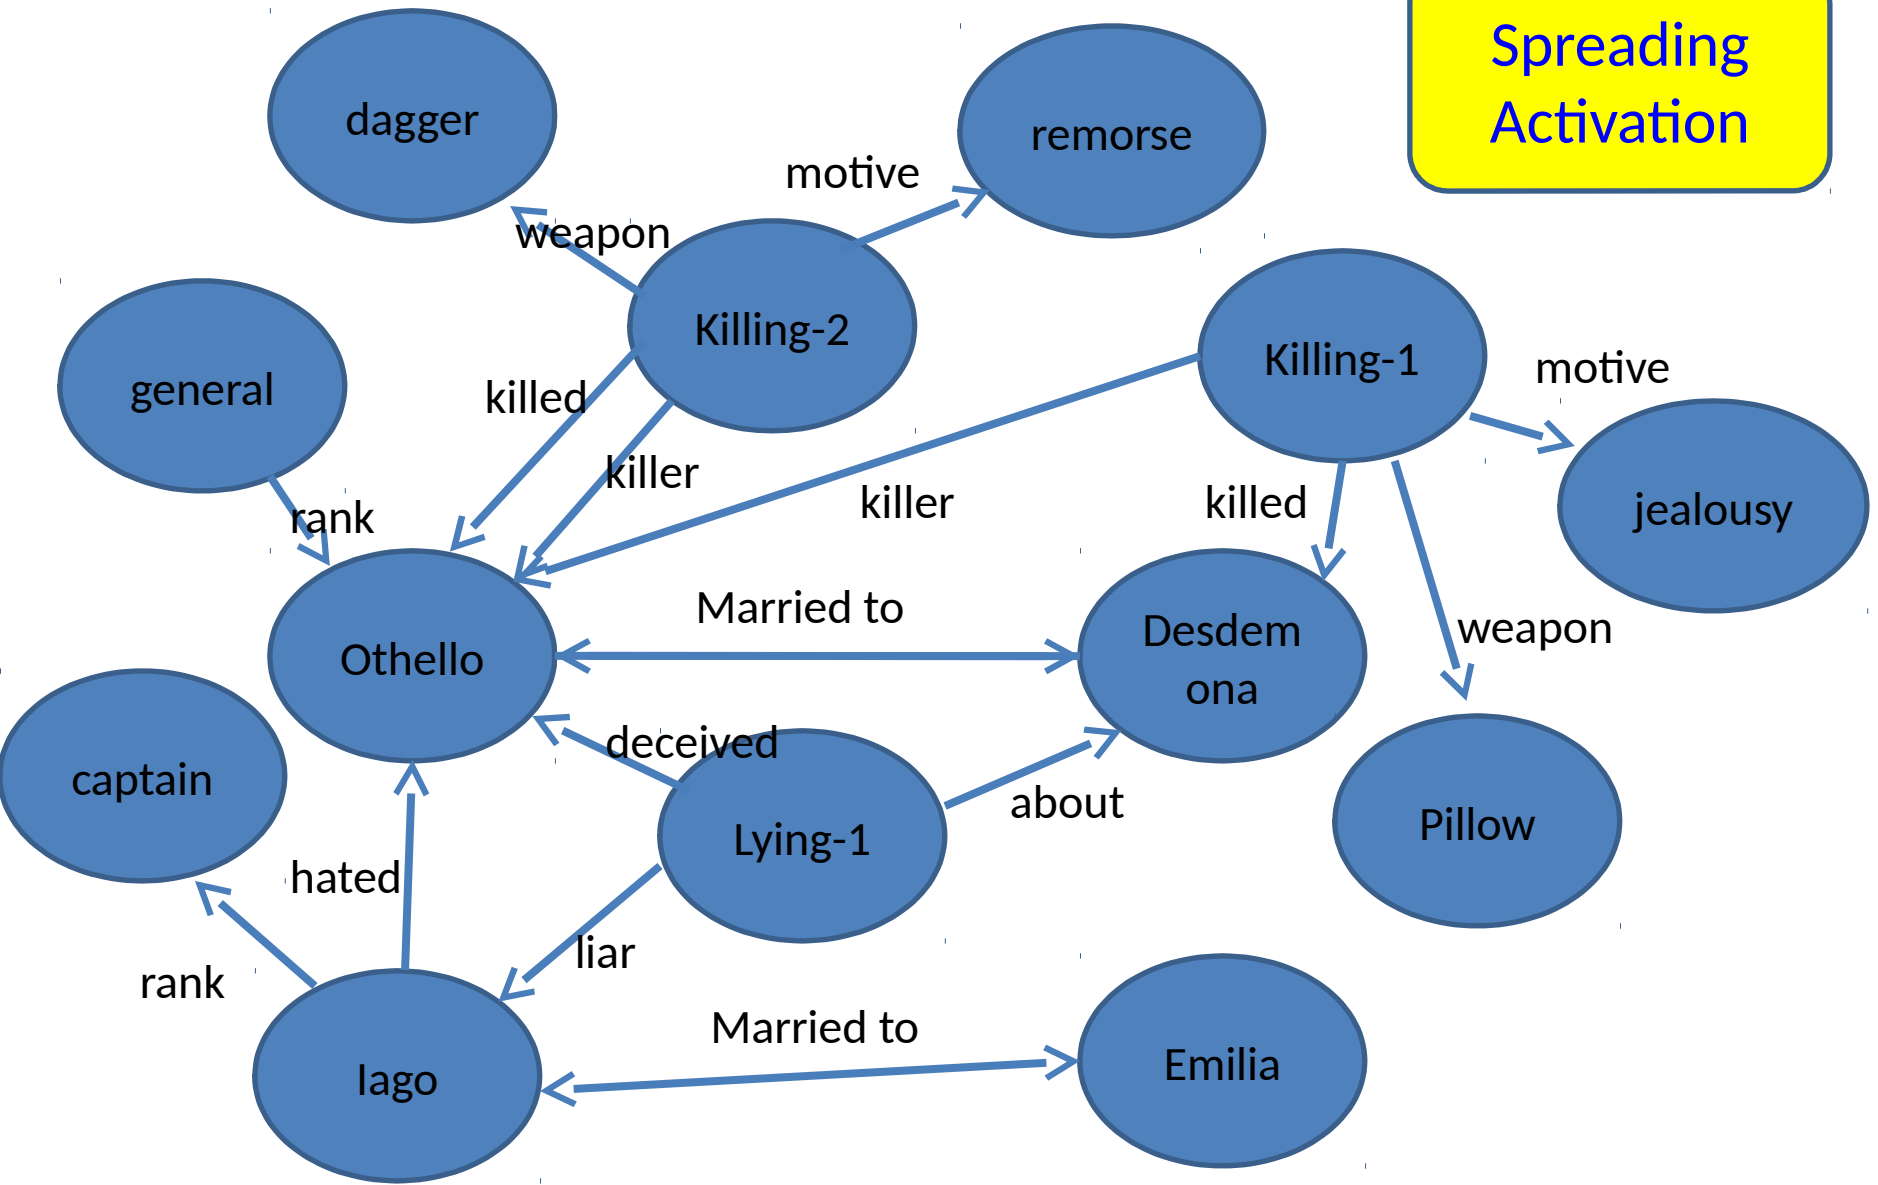 Spreading
Activation
dagger
remorse
motive
weapon
Killing-2
Killing-1
motive
general
killed
killer
killer
killed
jealousy
rank
Married to
Desdem
ona
weapon
Othello
deceived
captain
about
Pillow
Lying-1
hated
liar
rank
Married to
Emilia
Iago